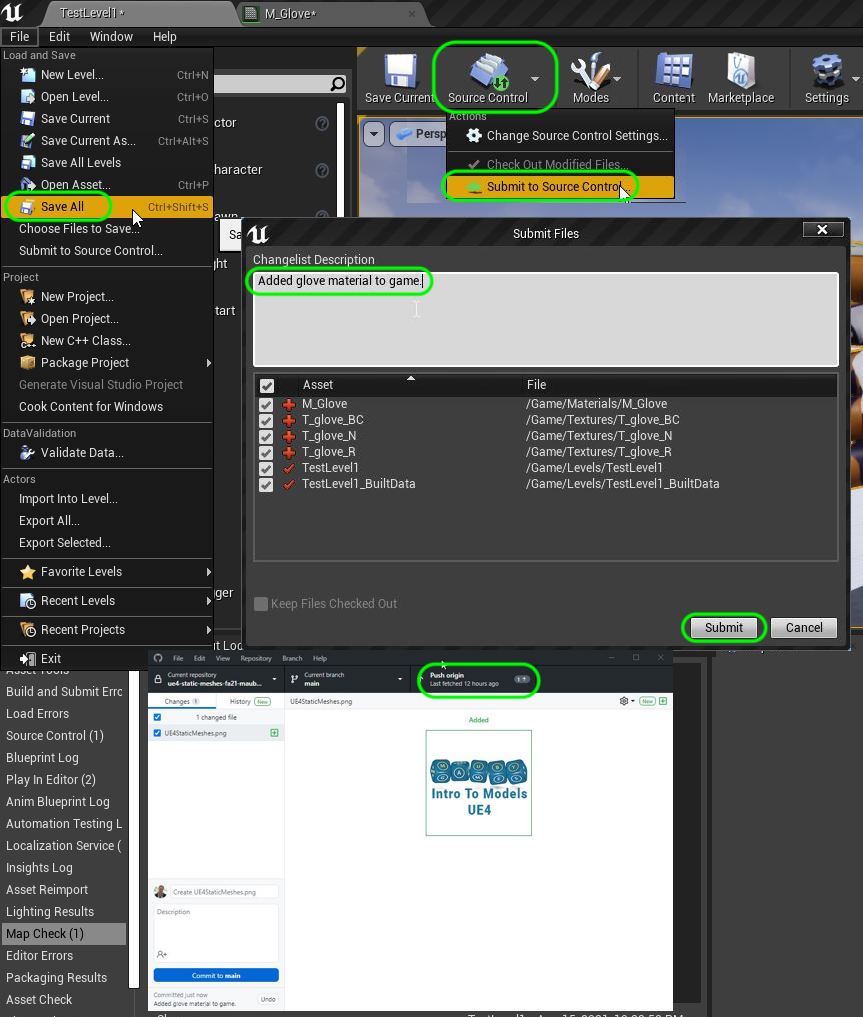 TestLevel1*
M_Glove*
File Edit Window Help
Load and Save
New Level... Ctrl+N
Open Level... Ctrl+O
Save Current Ctrl+S
Save Current As... Ctrl+Alt+S
Save All Levels
Open Asset... Ctrl+P
Save All Ctrl+Shift+S
Choose Files to Save...
Submit to Source Control...
Project
New Project...
Open Project...
New C++ Class...
Package Project
Generate Visual Studio Project
Cook Content for Windows
DataValidation
Validate Data...
Actors
Import Into Level...
Export All...
Export Selected...
Favorite Levels
Recent Levels
Recent Projects
Exit
Save Current
Source Control
Modes
Content
Marketplace
Settings
Persp
Actions
Change Source Control Settings...
Check Out Modified Files...
Submit to Source Control...
Submit Files
Changelist Description
Added glove material to game.
Asset File
M_Glove /Game/Materials/M_Glove
T_glove_BC /Game/Textures/T_glove_BC
T_glove_N /Game/Textures/T_glove_N
T_glove_R /Game/Textures/T_glove_R
TestLevel1 /Game/Levels/TestLevel1
TestLevel1_BuiltData /Game/Levels/TestLevel1_BuiltData
Keep Files Checked Out
Submit Cancel
Build and Submit Errc
Load Errors
Source Control (1)
Blueprint Log
Play In Editor (2)
Anim Blueprint Log
Automation Testing L
Localization Service (
Insights Log
Asset Reimport
Lighting Results
Map Check (1)
Editor Errors
Packaging Results
Asset Check
File Edit View Repository Branch Help
Current repository
ue4-static-meshes-fa21-maub...
Current branch
main
Push origin
Last fetched 12 hours ago
1
Changes 1 History New
1 changed file
UE4StaticMeshes.png
UE4StaticMeshes.png
New
Added
M U B Y
G A M E S
Intro To Models
UE4
Create UE4StaticMeshes.png
Description
Commit to main
Committed just now
Added glove material to game.
Undo